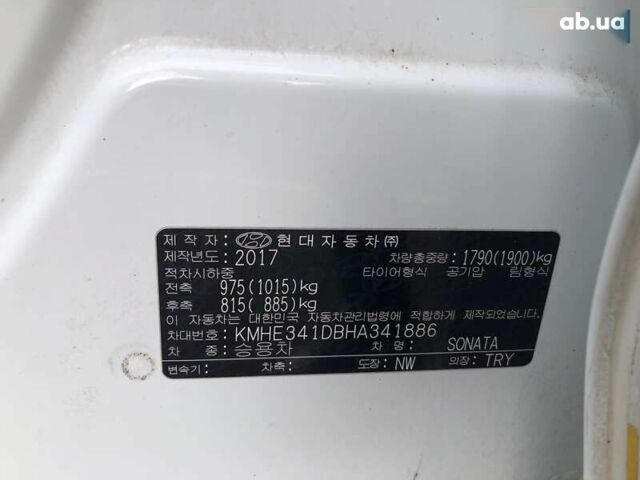 ab.ua
제 작 자: 현대자동차㈜
제작년도: 2017 차량총중량: 1790(1900)kg
적차시하중 타이어형식 공기압 림형식
전축 975(1015)kg
후축 815( 885)kg
이 자동차는 대한민국 자동차관리법령에 적합하게 제작되었음
차대번호: KMHE341DBHA341886
차 종: 승용차 차 명: SONATA
변속기: 차축: 도장: NW 의장: TRY